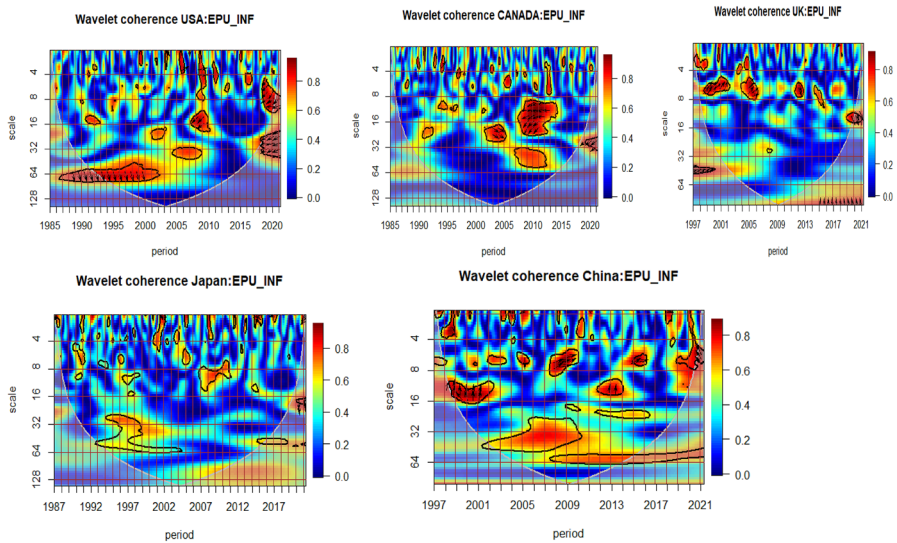 Wavelet coherence USA:EPU_INF
scale
4
8
16
32
64
128
1985 1990 1995 2000 2005 2010 2015 2020
period
0.8
0.6
0.4
0.2
0.0
Wavelet coherence CANADA:EPU_INF
scale
4
8
16
32
64
128
1985 1991 1996 2001 2006 2011 2016 2021
period
0.8
0.6
0.4
0.2
0.0
Wavelet coherence UK:EPU_INF
scale
4
8
16
32
64
1997 2001 2005 2009 2013 2017 2021
period
0.8
0.6
0.4
0.2
0.0
Wavelet coherence Japan:EPU_INF
scale
4
8
16
32
64
128
1987 1992 1997 2002 2007 2012 2017
period
0.8
0.6
0.4
0.2
0.0
Wavelet coherence China:EPU_INF
scale
4
8
16
32
64
1997 2001 2005 2009 2013 2017 2021
period
0.8
0.6
0.4
0.2
0.0